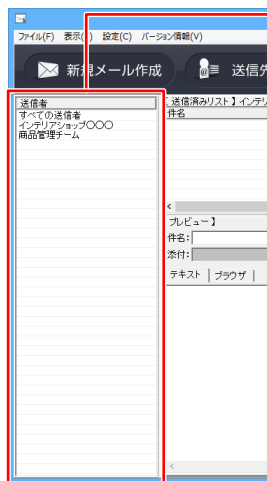 ファイル(F) 表示( ) 設定(C) バージョン情報(V)
新規メール作成 送信先
送信者
すべての送信者
インテリアショップ〇〇〇
商品管理チーム
送信済みリスト】インテリ
件名
プレビュー】
件名:
添付:
テキスト ブラウザ